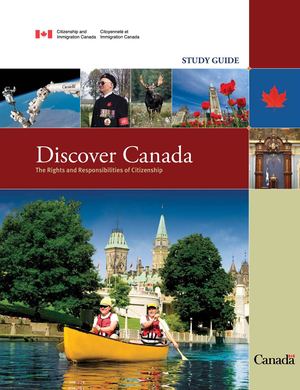 Citizenship and
Immigration Canada
Citoyenneté et
Immigration Canada
STUDY GUIDE
Canada
Discover Canada
The Rights and Responsibilities of Citizenship
Canada